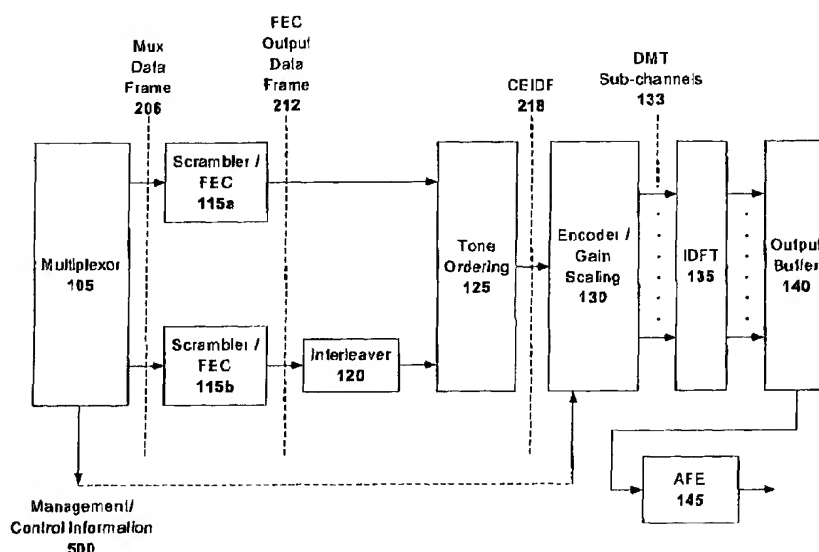 Mux
Data
Frame
206
FEC
Output
Data
Frame
212
CEIDF
218
DMT
Sub-channels
133
Multiplexor
105
Scrambler /
FEC
115a
Scrambler /
FEC
115b
Interleaver
120
Tone
Ordering
125
Encoder /
Gain
Scaling
130
IDFT
135
Output
Buffer
140
AFE
145
Management/
Control Information
500